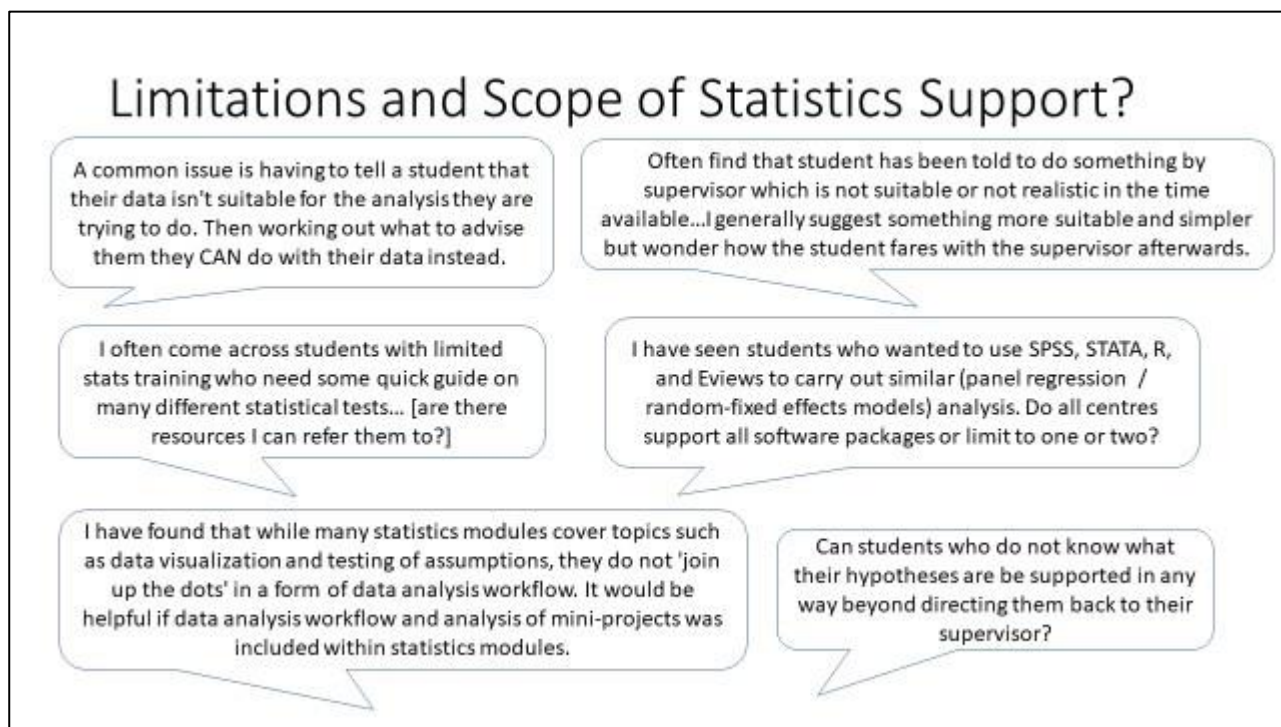 Limitations and Scope of Statistics Support?
A common issue is having to tell a student that
their data isn't suitable for the analysis they are
trying to do. Then working out what to advise
them they CAN do with their data instead.
Often find that student has been told to do something by
supervisor which is not suitable or not realistic in the time
available...I generally suggest something more suitable and simpler
but wonder how the student fares with the supervisor afterwards.
I often come across students with limited
stats training who need some quick guide on
many different statistical tests... [are there
resources I can refer them to?]
I have seen students who wanted to use SPSS, STATA, R,
and Eviews to carry out similar (panel regression /
random-fixed effects models) analysis. Do all centres
support all software packages or limit to one or two?
I have found that while many statistics modules cover topics such
as data visualization and testing of assumptions, they do not 'join
up the dots' in a form of data analysis workflow. It would be
helpful if data analysis workflow and analysis of mini-projects was
included within statistics modules.
Can students who do not know what
their hypotheses are be supported in any
way beyond directing them back to their
supervisor?